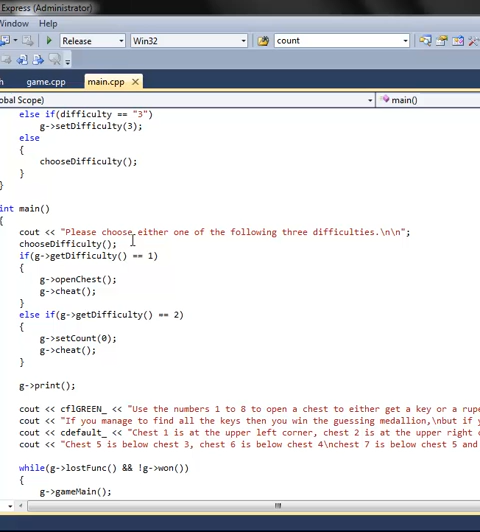 Express (Administrator)
Window Help
Release Win32 count
h game.cpp main.cpp
obal Scope) main()
else if(difficulty == "3")
g->setDifficulty(3);
else
{
chooseDifficulty();
}
}
int main()
{
cout << "Please choose either one of the following three difficulties.\n\n";
chooseDifficulty();
if(g->getDifficulty() == 1)
{
g->openChest();
g->cheat();
}
else if(g->getDifficulty() == 2)
{
g->setCount(0);
g->cheat();
}
g->print();
cout << cflGREEN_ << "Use the numbers 1 to 8 to open a chest to either get a key or a rupe
cout << "If you manage to find all the keys then you win the guessing medallion,\nbut if y
cout << cdefault_ << "Chest 1 is at the upper left corner, chest 2 is at the upper right c
"Chest 5 is below chest 3, chest 6 is below chest 4\nchest 7 is below chest 5 and
while(g->lostFunc() && !g->won())
{
g->gameMain();